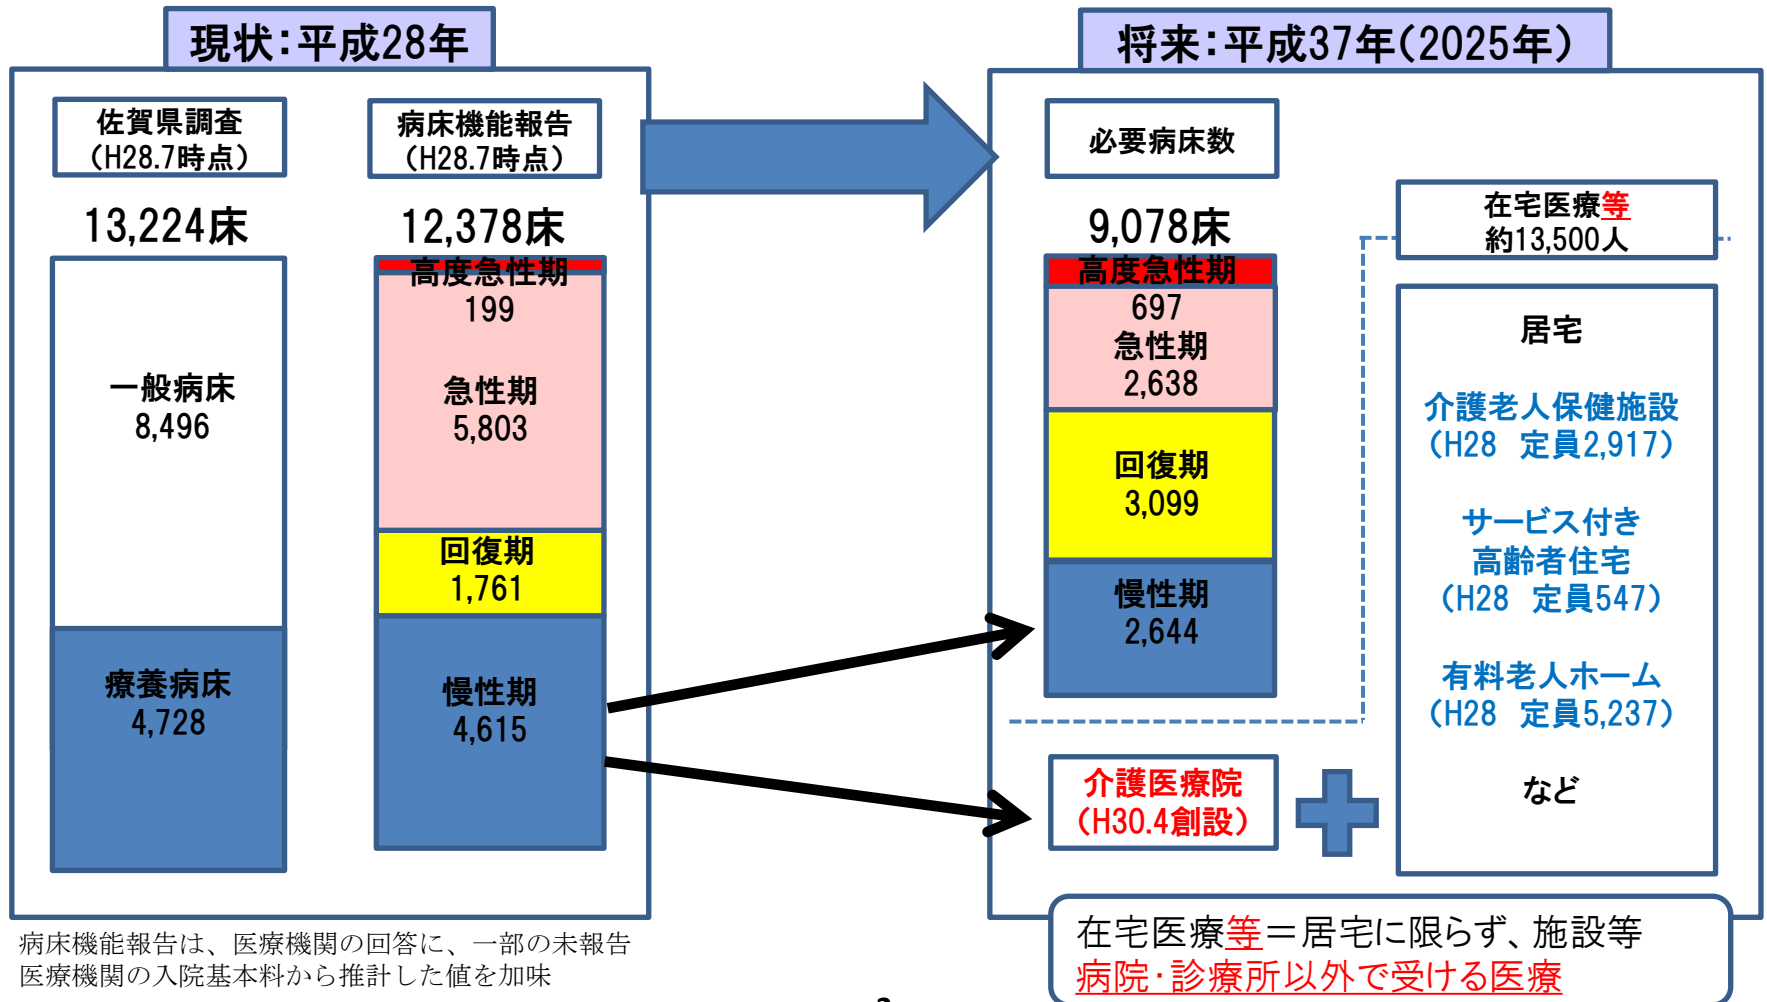 現状：平成28年
佐賀県調査
（H28.7時点）
13,224床
一般病床
8,496
療養病床
4,728
病床機能報告
（H28.7時点）
12,378床
高度急性期
199
急性期
5,803
回復期
1,761
慢性期
4,615
病床機能報告は、医療機関の回答に、一部の未報告
医療機関の入院基本料から推計した値を加味
将来：平成37年（2025年）
必要病床数
9,078床
高度急性期
697
急性期
2,638
回復期
3,099
慢性期
2,644
介護医療院
（H30.4創設）
在宅医療等
約13,500人
居宅
介護老人保健施設
（H28　定員2,917）
サービス付き
高齢者住宅
（H28　定員547）
有料老人ホーム
（H28　定員5,237）
など
在宅医療等＝居宅に限らず、施設等
病院・診療所以外で受ける医療